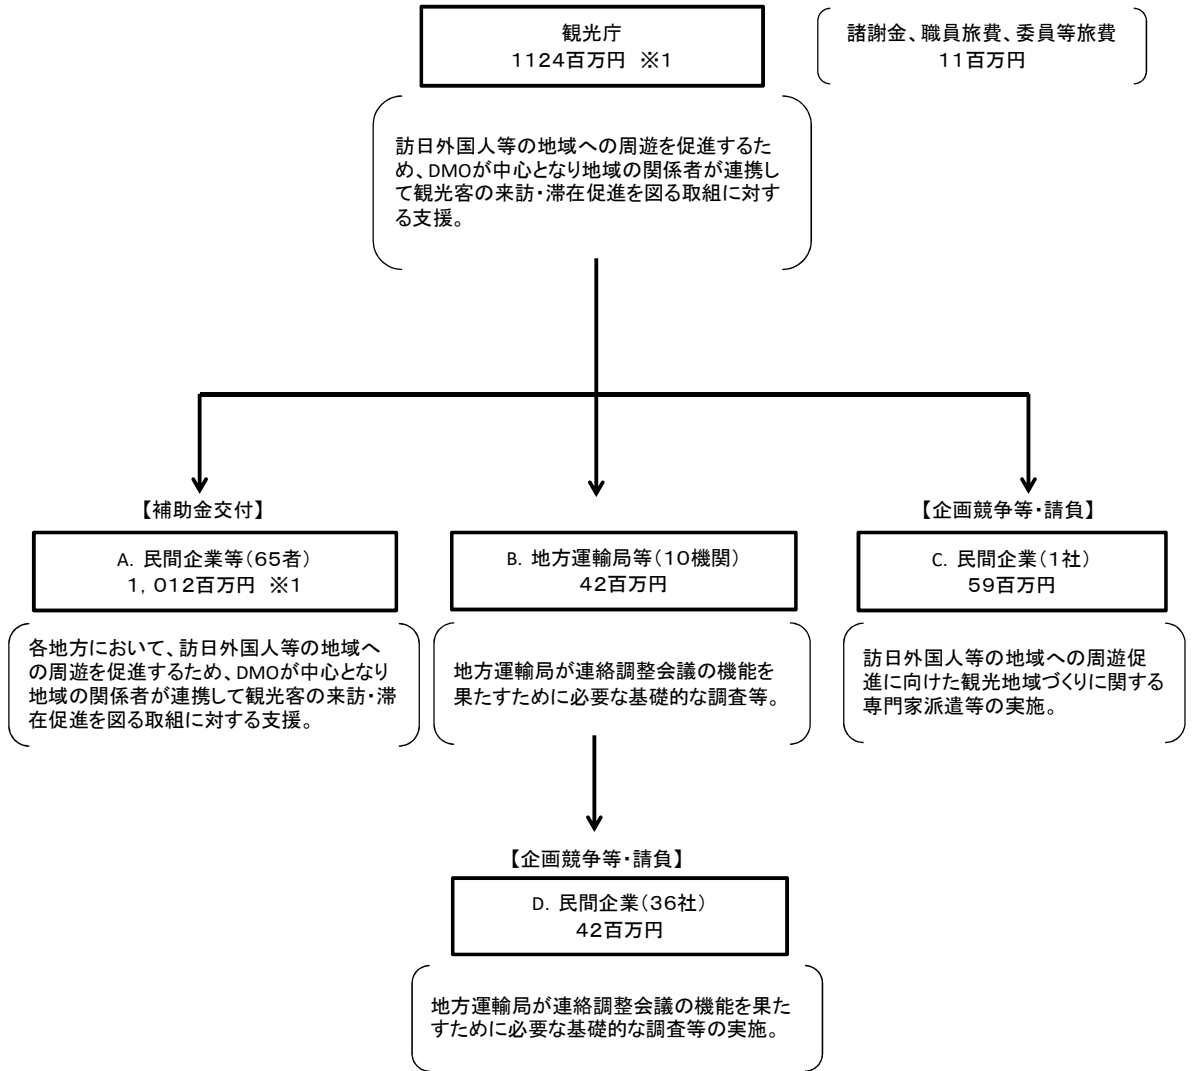 観光庁
1124百万円 ※1
諸謝金、職員旅費、委員等旅費
11百万円
訪日外国人等の地域への周遊を促進するた
め、DMOが中心となり地域の関係者が連携し
て観光客の来訪・滞在促進を図る取組に対す
る支援。
【補助金交付】
A. 民間企業等(65者)
1,012百万円 ※1
各地方において、訪日外国人等の地域へ
の周遊を促進するため、DMOが中心となり
地域の関係者が連携して観光客の来訪・滞
在促進を図る取組に対する支援。
B. 地方運輸局等(10機関)
42百万円
地方運輸局が連絡調整会議の機能を
果たすために必要な基礎的な調査等。
【企画競争等・請負】
C. 民間企業(1社)
59百万円
訪日外国人等の地域への周遊促
進に向けた観光地域づくりに関する
専門家派遣等の実施。
【企画競争等・請負】
D. 民間企業(36社)
42百万円
地方運輸局が連絡調整会議の機能を果た
すために必要な基礎的な調査等の実施。